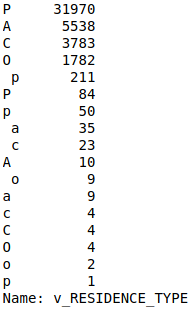 P     31970
A      5538
C      3783
O      1782
 p      211
P        84
p        50
 a       35
 c       23
A        10
 o        9
a         9
c         4
C         4
O         4
o         2
p         1
Name: v_RESIDENCE_TYPE